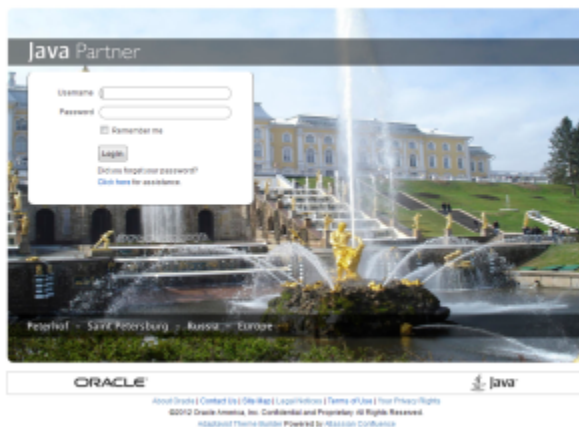 Java Partner
Username
Password
Remember me
Log In
Did you forget your password?
Click here for assistance.
Peterhof - Saint Petersburg - Russia - Europe
ORACLE
Java
About Oracle | Contact Us | Site Map | Legal Notices | Terms of Use | Your Privacy Rights
©2012 Oracle America, Inc. Confidential and Proprietary. All Rights Reserved.
Adaptavist Theme Builder Powered by Atlassian Confluence